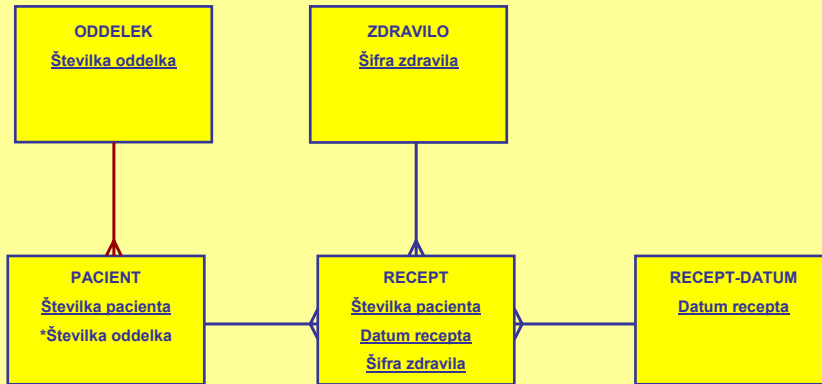 ODDELEK
Številka oddelka
ZDRAVILO
Šifra zdravila
PACIENT
Številka pacienta
*Številka oddelka
RECEPT
Številka pacienta
Datum recepta
Šifra zdravila
RECEPT-DATUM
Datum recepta